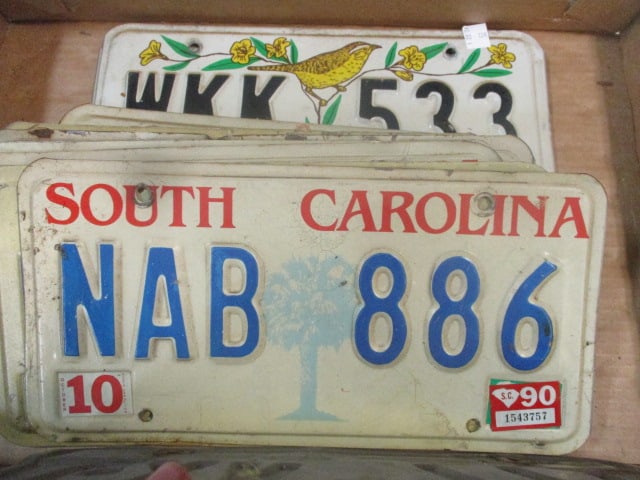 WKK 533
SOUTH CAROLINA
NAB 886
10
S.C. 90
1543757